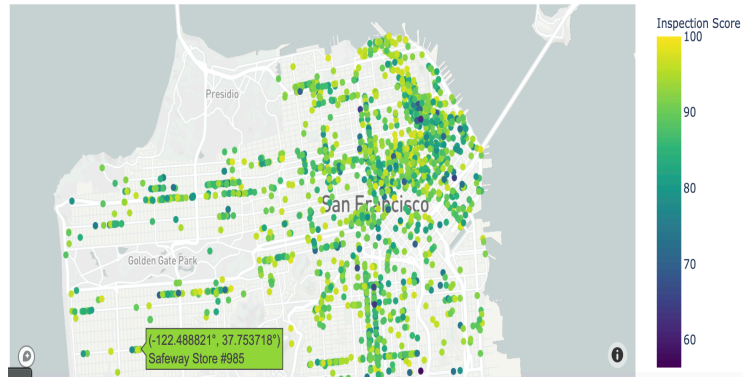 Inspection Score
100
Presidio
90
80
San Francisco
Golden Gate Park
70
(-122.488821°, 37.753718°)
Safeway Store #985
60